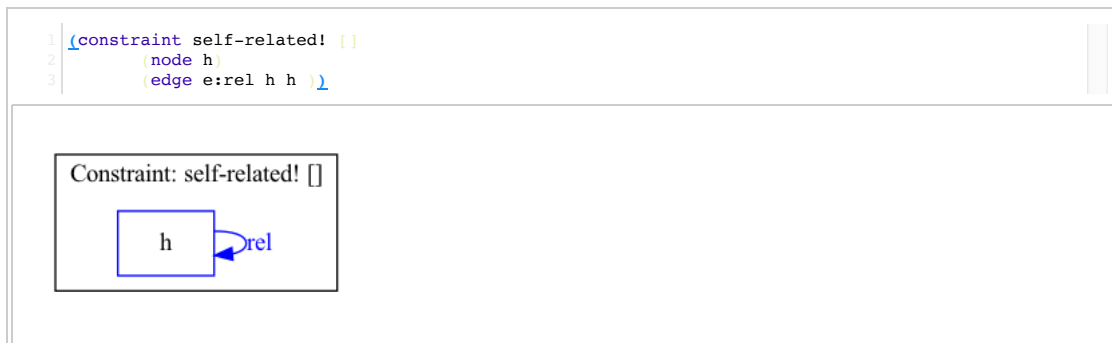 1 (constraint self-related! []
2 (node h)
3 (edge e:rel h h ))
Constraint: self-related! []
h rel